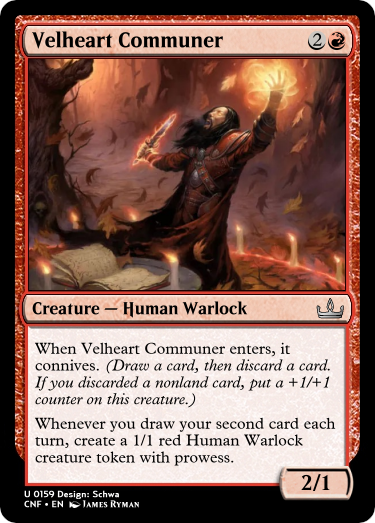 Velheart Communer 2
Creature — Human Warlock
When Velheart Communer enters, it
connives. (Draw a card, then discard a card.
If you discarded a nonland card, put a +1/+1
counter on this creature.)
Whenever you draw your second card each
turn, create a 1/1 red Human Warlock
creature token with prowess.
2/1
U 0159 Design: Schwa
CNF • EN James Ryman